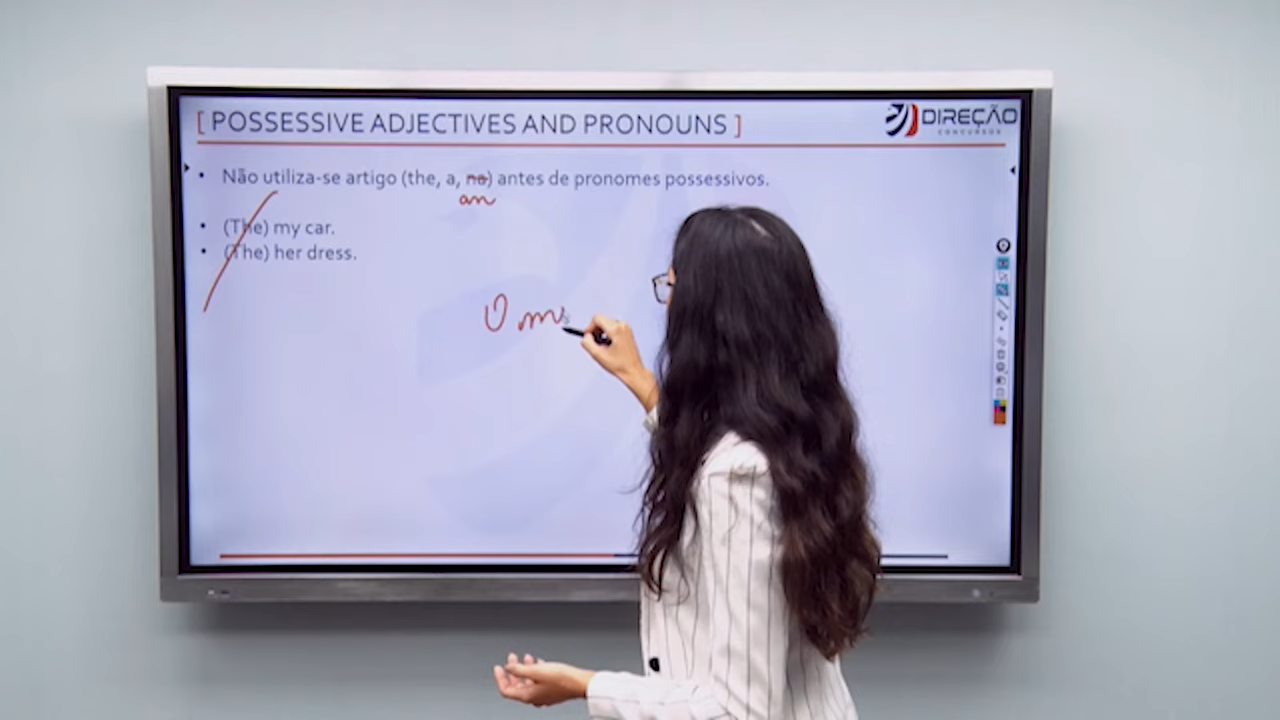 [ POSSESSIVE ADJECTIVES AND PRONOUNS ]
DIREÇÃO
CONCURSOS
• Não utiliza-se artigo (the, a, na) antes de pronomes possessivos.
an
• (The) my car.
• (The) her dress.
O m